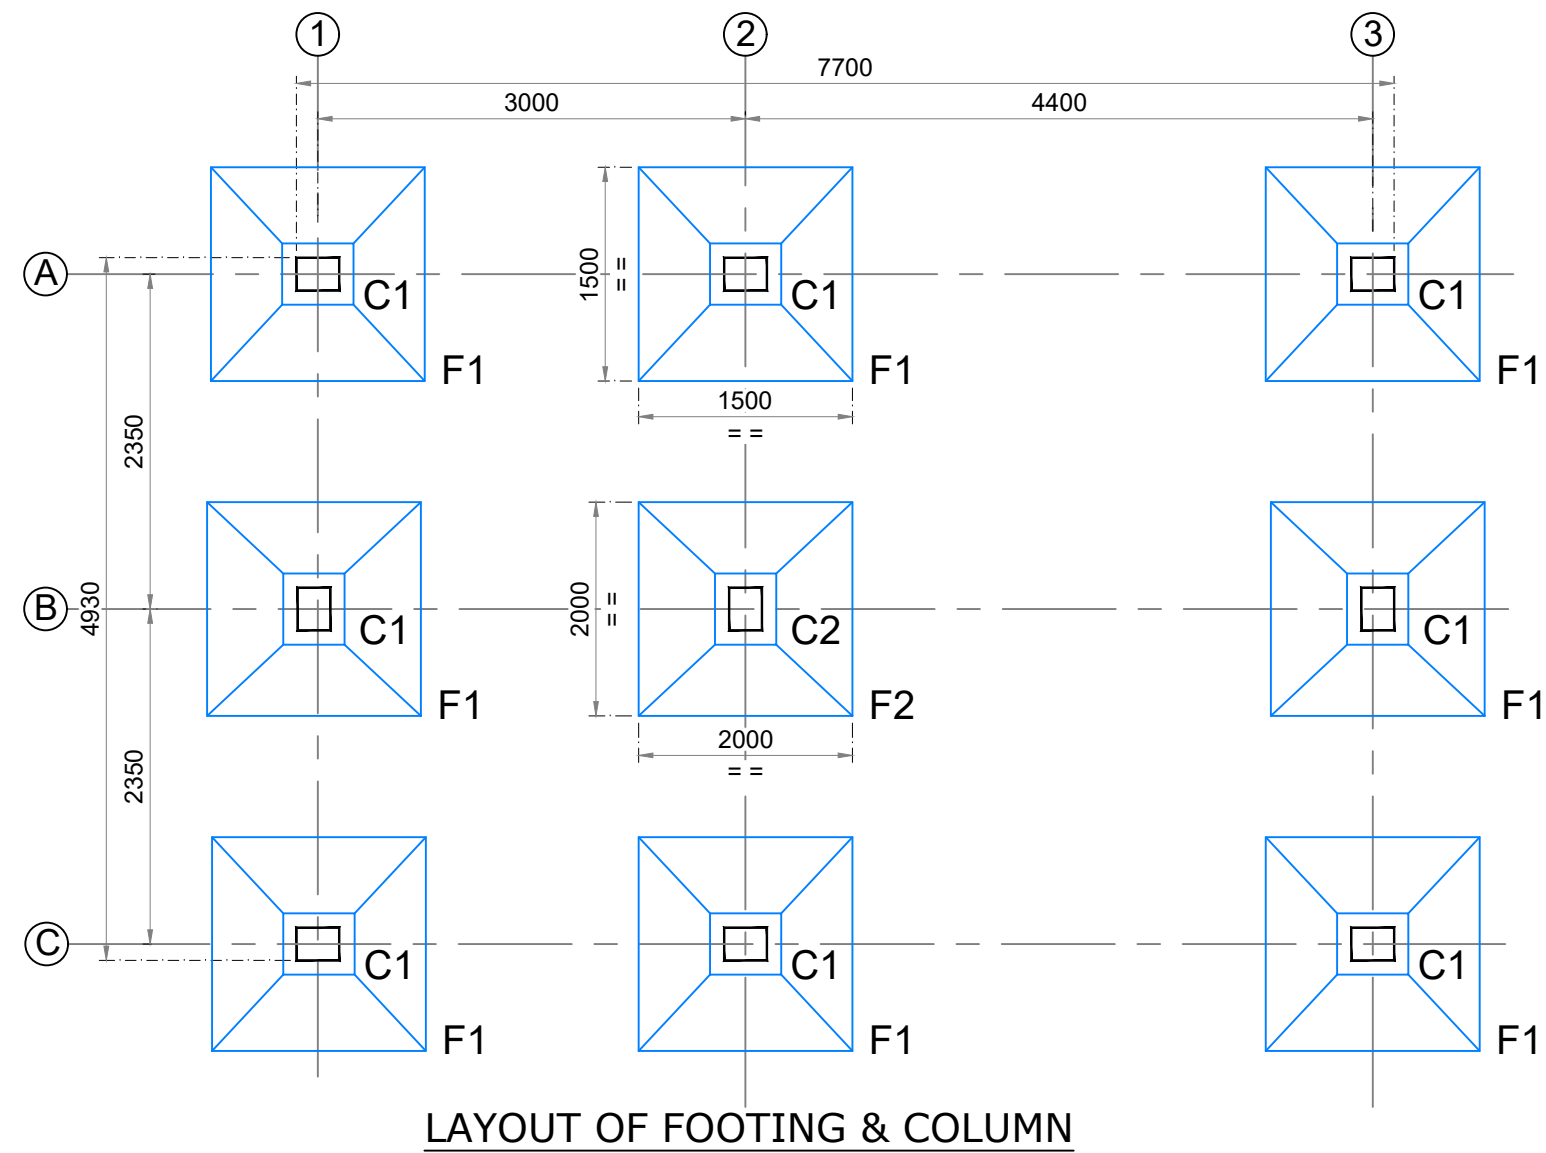 1 2 3
7700
3000 4400
A
1500
= =
C1 C1 C1
F1 F1 F1
1500
= =
2350
B
4930
2000
= =
C1 C2 C1
F1 F2 F1
2000
= =
2350
C
C1 C1 C1
F1 F1 F1
LAYOUT OF FOOTING & COLUMN